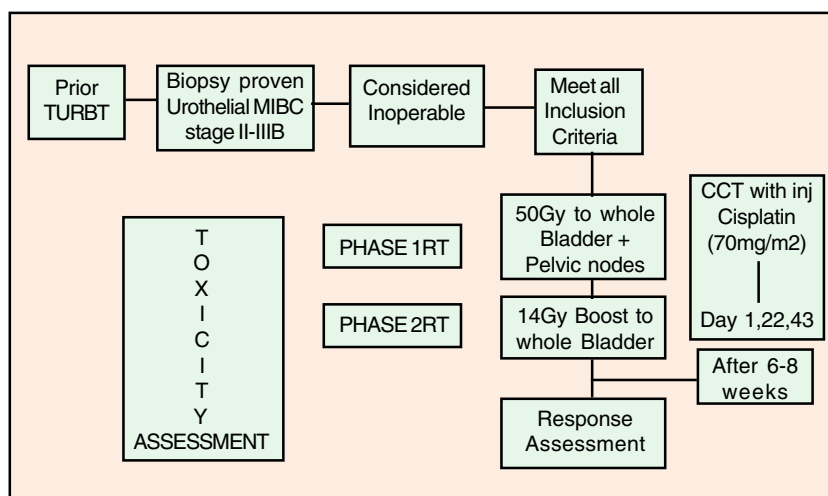 Prior
TURBT
Biopsy proven
Urothelial MIBC
stage II-IIIB
Considered
Inoperable
Meet all
Inclusion
Criteria
T
O
X
I
C
I
T
Y
ASSESSMENT
PHASE 1RT
50Gy to whole
Bladder +
Pelvic nodes
CCT with inj
Cisplatin
(70mg/m2)
Day 1,22,43
PHASE 2RT
14Gy Boost to
whole Bladder
After 6-8
weeks
Response
Assessment